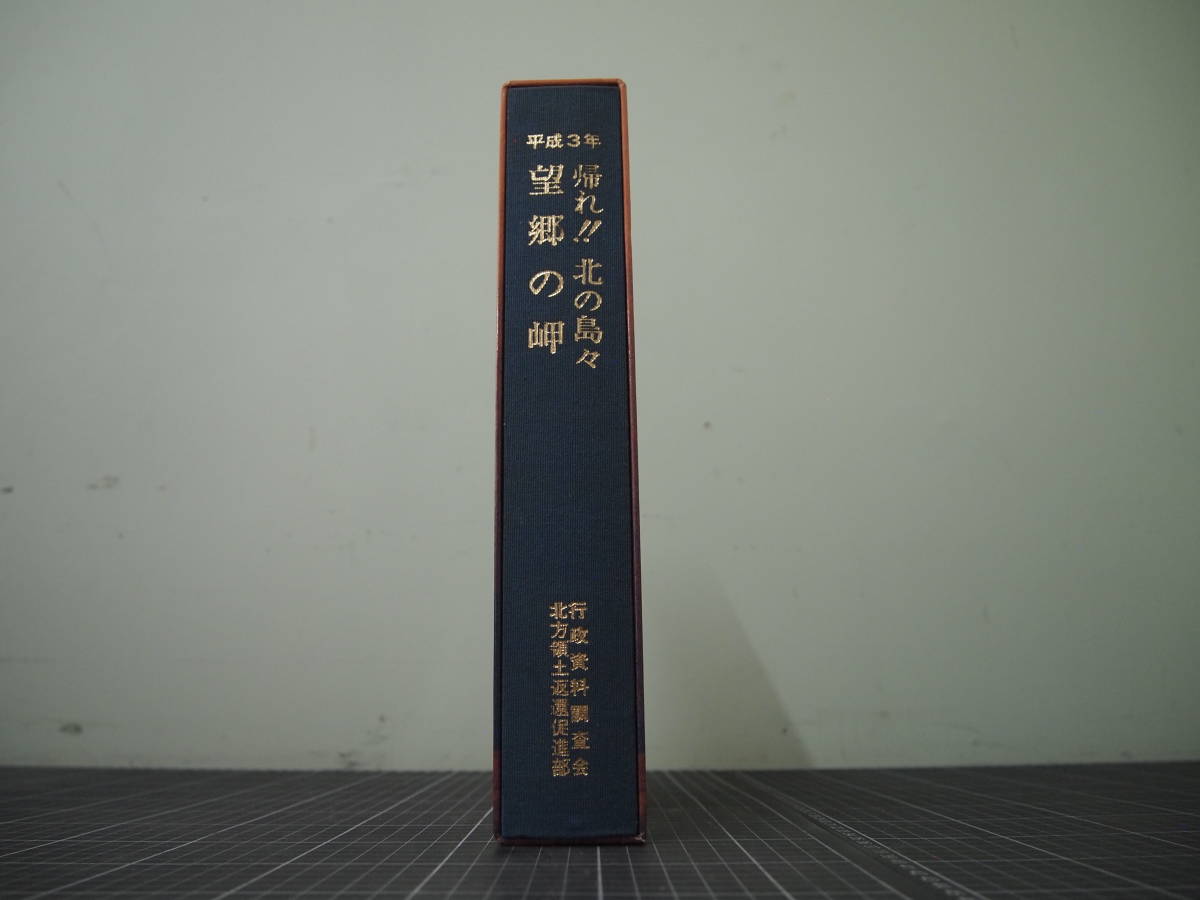 平成3年
帰れ!!北の島々
望郷の岬
行政資料調査会
北方領土返還促進部